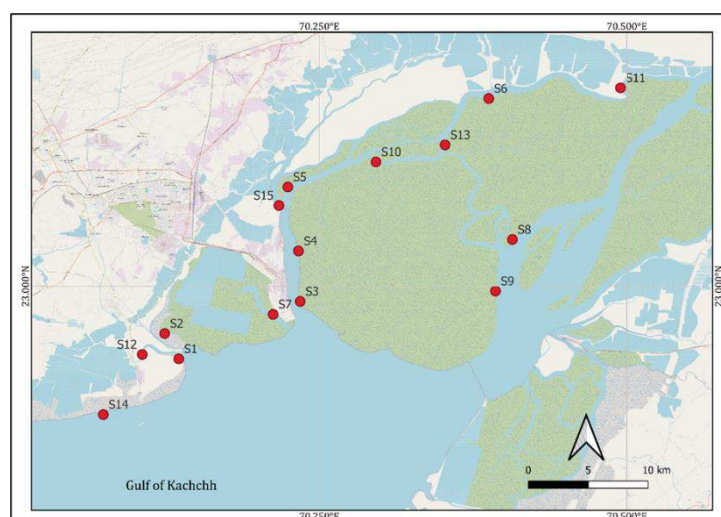 70.250°E 70.500°E
S11
S6
S13
S10
S5
S15
S8
S4
23.000°N 23.000°N
S9
S3
S7
S2
S12
S1
S14
Gulf of Kachchh
0 5 10 km
70.250°E 70.500°E